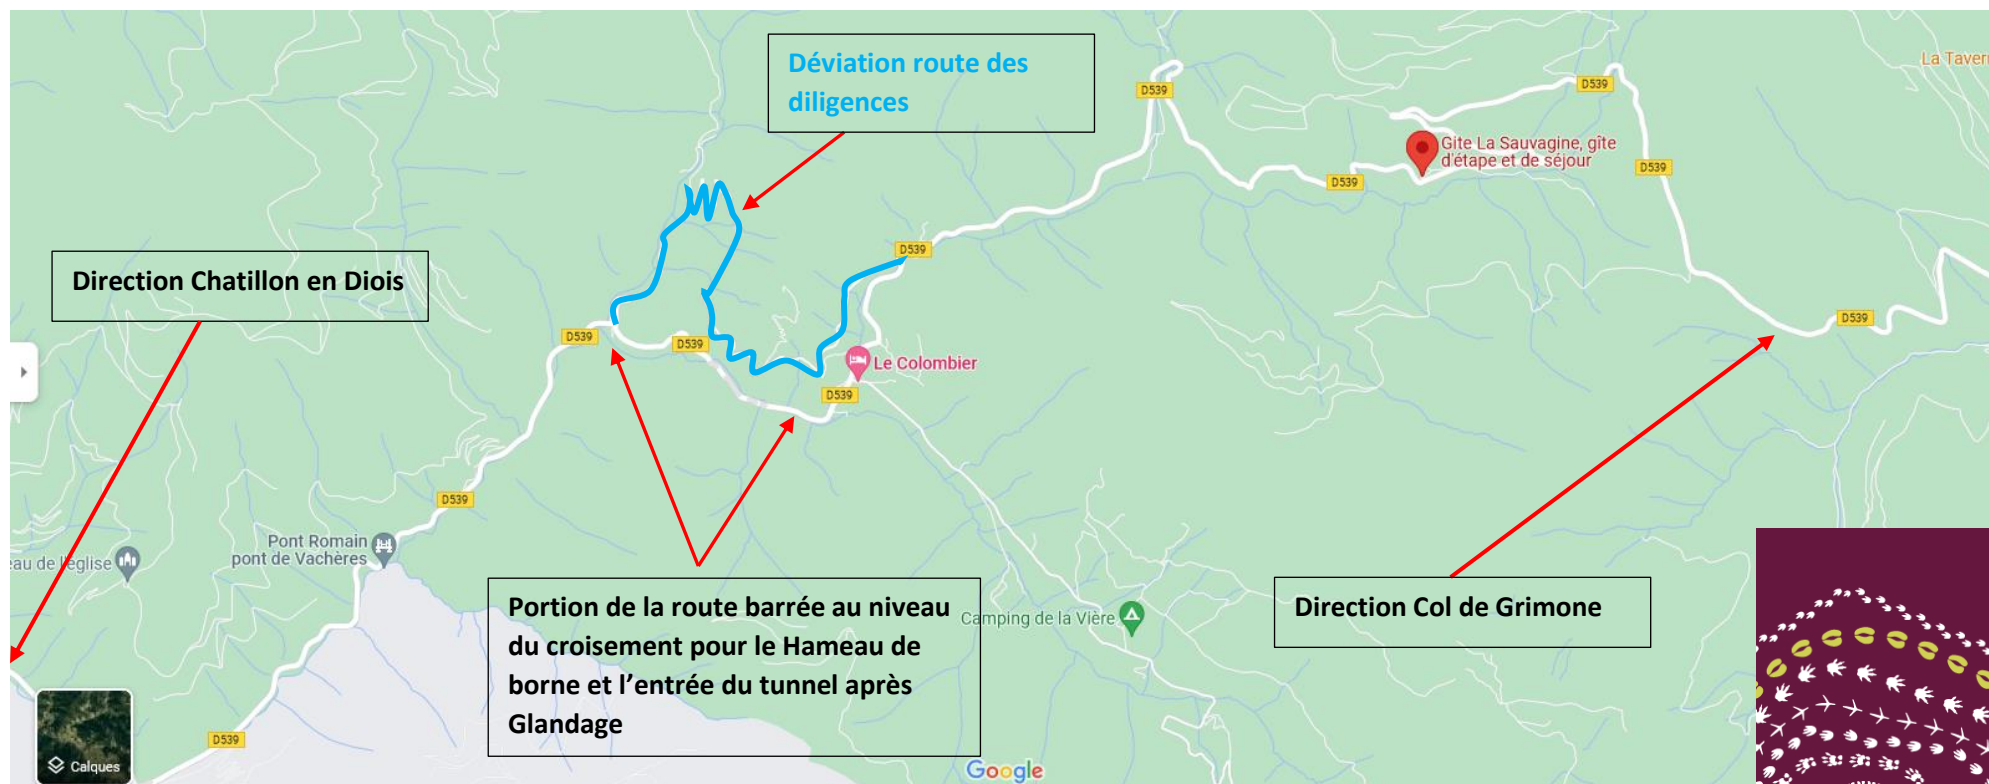 Déviation route des
diligences
La Taver
D539
D539
Gite La Sauvagine, gîte
d'étape et de séjour
D539
D539
D539
Direction Chatillon en Diois
D539
D539
D539
Le Colombier
D539
D539
Pont Romain
pont de Vachères
eau de l'église
Portion de la route barrée au niveau
du croisement pour le Hameau de
borne et l’entrée du tunnel après
Glandage
Camping de la Vière
Direction Col de Grimone
D539
Calques
Google